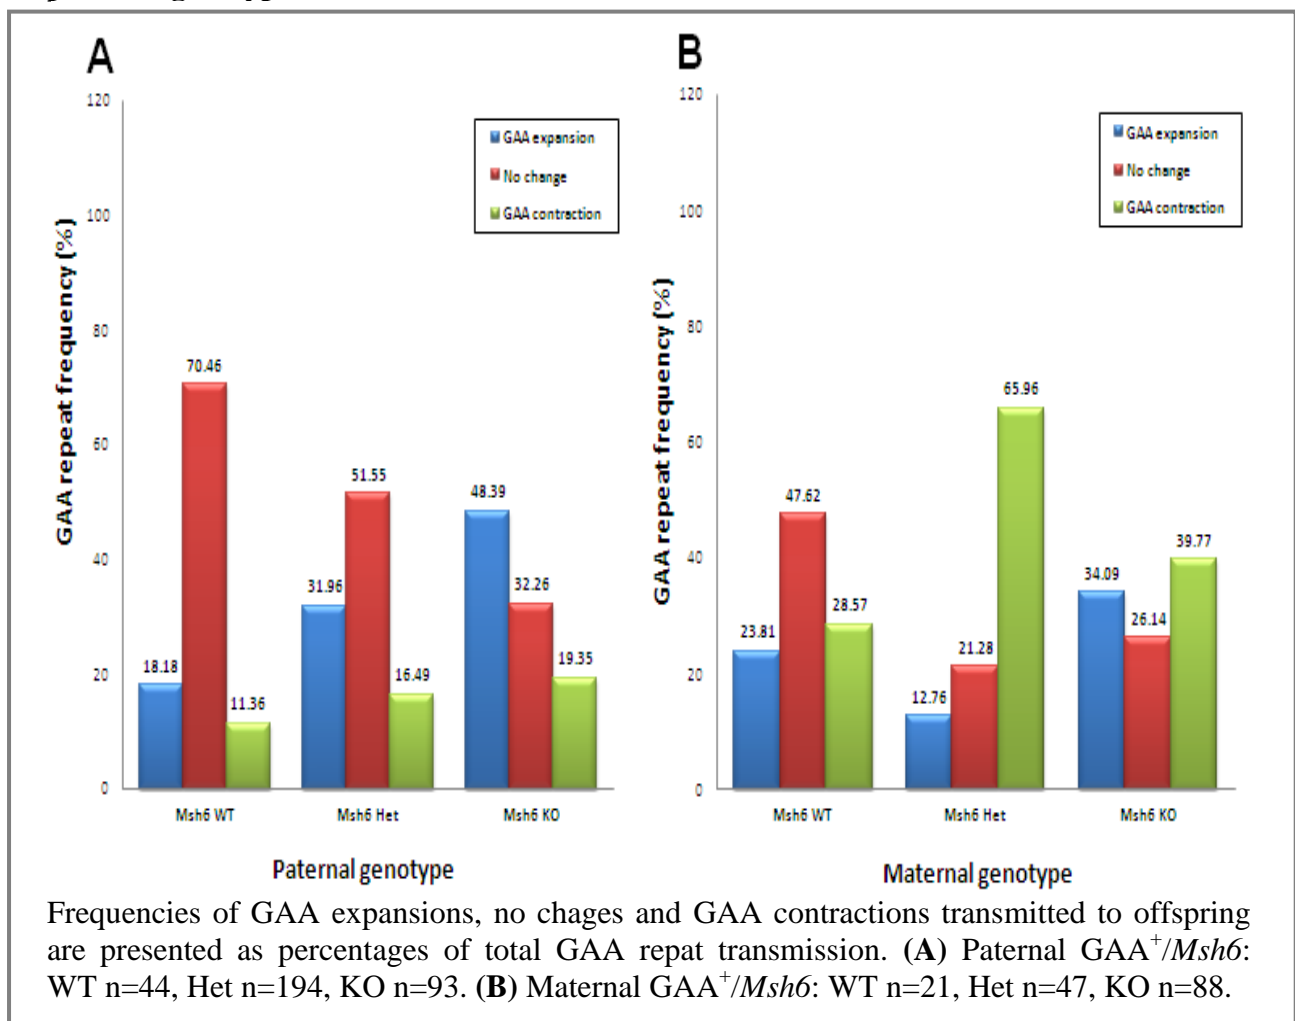 A
120
100
80
60
40
20
0
GAA repeat frequency (%)
GAA expansion
No change
GAA contraction
18.18
70.46
11.36
31.96
51.55
16.49
48.39
32.26
19.35
Msh6 WT
Msh6 Het
Msh6 KO
Paternal genotype
B
120
100
80
60
40
20
0
GAA repeat frequency (%)
GAA expansion
No change
GAA contraction
23.81
47.62
28.57
12.76
21.28
65.96
34.09
26.14
39.77
Msh6 WT
Msh6 Het
Msh6 KO
Maternal genotype
Frequencies of GAA expansions, no chages and GAA contractions transmitted to offspring
are presented as percentages of total GAA repat transmission. (A) Paternal GAA⁺/Msh6:
WT n=44, Het n=194, KO n=93. (B) Maternal GAA⁺/Msh6: WT n=21, Het n=47, KO n=88.